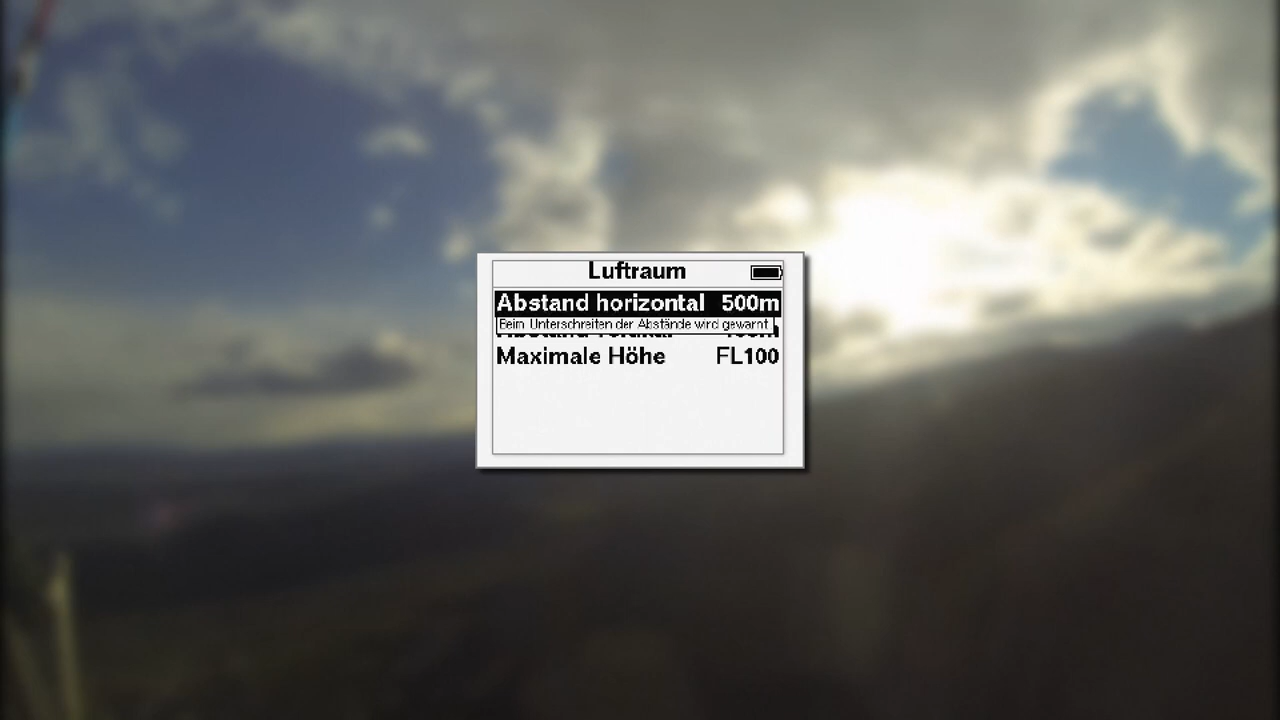 Luftraum
Abstand horizontal 500m
Beim Unterschreiten der Abstände wird gewarnt
Maximale Höhe FL100